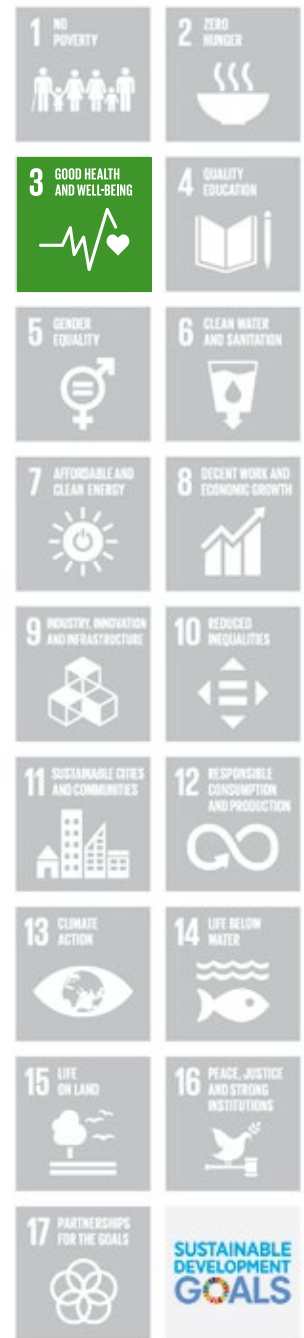 1 NO
POVERTY
2 ZERO
HUNGER
3 GOOD HEALTH
AND WELL-BEING
4 QUALITY
EDUCATION
5 GENDER
EQUALITY
6 CLEAN WATER
AND SANITATION
7 AFFORDABLE AND
CLEAN ENERGY
8 DECENT WORK AND
ECONOMIC GROWTH
9 INDUSTRY, INNOVATION
AND INFRASTRUCTURE
10 REDUCED
INEQUALITIES
11 SUSTAINABLE CITIES
AND COMMUNITIES
12 RESPONSIBLE
CONSUMPTION
AND PRODUCTION
13 CLIMATE
ACTION
14 LIFE BELOW
WATER
15 LIFE
ON LAND
16 PEACE, JUSTICE
AND STRONG
INSTITUTIONS
17 PARTNERSHIPS
FOR THE GOALS
SUSTAINABLE
DEVELOPMENT
GOALS